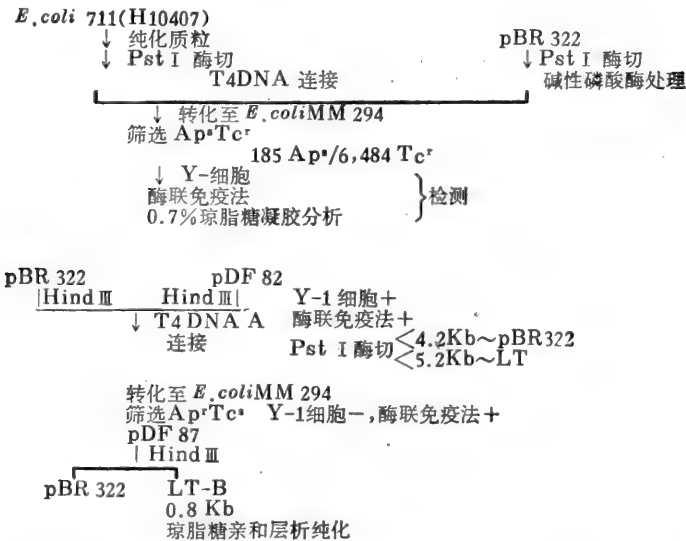 E.coli 711(H10407)
↓ 纯化质粒 pBR 322
↓ Pst Ⅰ 酶切 ↓Pst Ⅰ 酶切
T4DNA 连接 碱性磷酸酶处理
↓ 转化至 E.coliMM 294
筛选 ApˢTcʳ
185 Apˢ/6,484 Tcʳ
↓ Y-细胞
酶联免疫法 }检测
0.7%琼脂糖凝胶分析
pBR 322 pDF 82
|Hind Ⅲ Hind Ⅲ| Y-1 细胞+
↓ T4 DNA A 酶联免疫法+
连接 Pst Ⅰ 酶切<4.2Kb~pBR322
<5.2Kb~LT
转化至 E.coliMM 294
筛选 ApʳTcˢ Y-1细胞-,酶联免疫法+
pDF 87
| Hind Ⅲ
pBR 322 LT-B
0.8 Kb
琼脂糖亲和层析纯化